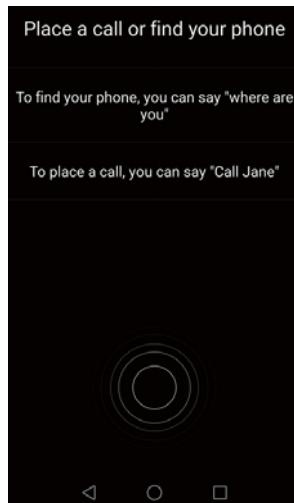 Place a call or find your phone
To find your phone, you can say "where are
you"
To place a call, you can say "Call Jane"